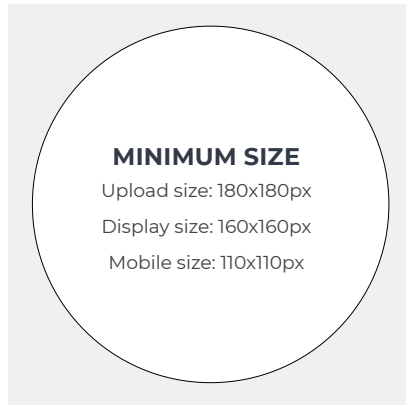 MINIMUM SIZE
Upload size: 180x180px
Display size: 160x160px
Mobile size: 110x110px